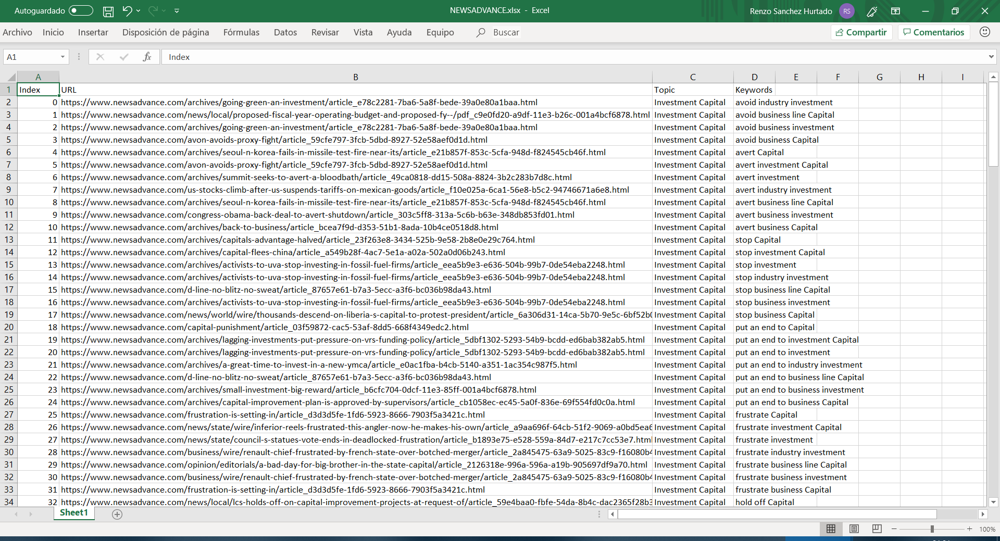 Autoguardado NEWSADVANCE.xlsx - Excel Renzo Sanchez Hurtado RS
Archivo Inicio Insertar Disposición de página Fórmulas Datos Revisar Vista Ayuda Equipo Buscar Compartir Comentarios
A1 fx Index
A B C D E F G H I
1 Index URL Topic Keywords
2 0 https://www.newsadvance.com/archives/going-green-an-investment/article_e78c2281-7ba6-5a8f-bede-39a0e80a1baa.html Investment Capital avoid industry investment
3 1 https://www.newsadvance.com/news/local/proposed-fiscal-year-operating-budget-and-proposed-fy--/pdf_c9e0fd20-a9df-11e3-b26c-001a4bcf6878.html Investment Capital avoid business line Capital
4 2 https://www.newsadvance.com/archives/going-green-an-investment/article_e78c2281-7ba6-5a8f-bede-39a0e80a1baa.html Investment Capital avoid business investment
5 3 https://www.newsadvance.com/avon-avoids-proxy-fight/article_59cfe797-3fcb-5dbd-8927-52e58aef0d1d.html Investment Capital avoid business Capital
6 4 https://www.newsadvance.com/archives/seoul-n-korea-fails-in-missile-test-fire-near-its/article_e21b857f-853c-5cfa-948d-f824545cb46f.html Investment Capital avert Capital
7 5 https://www.newsadvance.com/avon-avoids-proxy-fight/article_59cfe797-3fcb-5dbd-8927-52e58aef0d1d.html Investment Capital avert investment Capital
8 6 https://www.newsadvance.com/archives/summit-seeks-to-avert-a-bloodbath/article_49ca0818-dd15-508a-8824-3b2c283b7d8c.html Investment Capital avert investment
9 7 https://www.newsadvance.com/us-stocks-climb-after-us-suspends-tariffs-on-mexican-goods/article_f10e025a-6ca1-56e8-b5c2-94746671a6e8.html Investment Capital avert industry investment
10 8 https://www.newsadvance.com/archives/seoul-n-korea-fails-in-missile-test-fire-near-its/article_e21b857f-853c-5cfa-948d-f824545cb46f.html Investment Capital avert business line Capital
11 9 https://www.newsadvance.com/congress-obama-back-deal-to-avert-shutdown/article_303c5ff8-313a-5c6b-b63e-348db853fd01.html Investment Capital avert business investment
12 10 https://www.newsadvance.com/archives/back-to-business/article_bcea7f9d-d353-51b1-8ada-10b4ce0518d8.html Investment Capital avert business Capital
13 11 https://www.newsadvance.com/archives/capitals-advantage-halved/article_23f263e8-3434-525b-9e58-2b8e0e29c764.html Investment Capital stop Capital
14 12 https://www.newsadvance.com/archives/capital-flees-china/article_a549b28f-4ac7-5e1a-a02a-502a0d06b243.html Investment Capital stop investment Capital
15 13 https://www.newsadvance.com/archives/activists-to-uva-stop-investing-in-fossil-fuel-firms/article_eea5b9e3-e636-504b-99b7-0de54eba2248.html Investment Capital stop investment
16 14 https://www.newsadvance.com/archives/activists-to-uva-stop-investing-in-fossil-fuel-firms/article_eea5b9e3-e636-504b-99b7-0de54eba2248.html Investment Capital stop industry investment
17 15 https://www.newsadvance.com/d-line-no-blitz-no-sweat/article_87657e61-b7a3-5ecc-a3f6-bc036b98da43.html Investment Capital stop business line Capital
18 16 https://www.newsadvance.com/archives/activists-to-uva-stop-investing-in-fossil-fuel-firms/article_eea5b9e3-e636-504b-99b7-0de54eba2248.html Investment Capital stop business investment
19 17 https://www.newsadvance.com/news/world/wire/thousands-descend-on-liberia-s-capital-to-protest-president/article_6a306d31-14ca-5b70-9e5c-6bf52b0 Investment Capital stop business Capital
20 18 https://www.newsadvance.com/capital-punishment/article_03f59872-cac5-53af-8dd5-668f4349edc2.html Investment Capital put an end to Capital
21 19 https://www.newsadvance.com/archives/lagging-investments-put-pressure-on-vrs-funding-policy/article_5dbf1302-5293-54b9-bcdd-ed6bab382ab5.html Investment Capital put an end to investment Capital
22 20 https://www.newsadvance.com/archives/lagging-investments-put-pressure-on-vrs-funding-policy/article_5dbf1302-5293-54b9-bcdd-ed6bab382ab5.html Investment Capital put an end to investment
23 21 https://www.newsadvance.com/archives/a-great-time-to-invest-in-a-new-ymca/article_e0ac1fba-b4cb-5140-a351-1ac354c987f5.html Investment Capital put an end to industry investment
24 22 https://www.newsadvance.com/d-line-no-blitz-no-sweat/article_87657e61-b7a3-5ecc-a3f6-bc036b98da43.html Investment Capital put an end to business line Capital
25 23 https://www.newsadvance.com/archives/small-investment-big-reward/article_b6cfc704-0dcf-11e3-85ff-001a4bcf6878.html Investment Capital put an end to business investment
26 24 https://www.newsadvance.com/archives/capital-improvement-plan-is-approved-by-supervisors/article_cb1058ec-ec45-5a0f-836e-69f554fd0c0a.html Investment Capital put an end to business Capital
27 25 https://www.newsadvance.com/frustration-is-setting-in/article_d3d3d5fe-1fd6-5923-8666-7903f5a3421c.html Investment Capital frustrate Capital
28 26 https://www.newsadvance.com/news/state/wire/inferior-reels-frustrated-this-angler-now-he-makes-his-own/article_a9aa696f-64cb-51f2-9069-a0bd5ea6 Investment Capital frustrate investment Capital
29 27 https://www.newsadvance.com/news/state/council-s-statues-vote-ends-in-deadlocked-frustration/article_b1893e75-e528-559a-84d7-e217c7cc53e7.html Investment Capital frustrate investment
30 28 https://www.newsadvance.com/business/wire/renault-chief-frustrated-by-french-state-over-botched-merger/article_2a845475-63a9-5025-83c9-f16080b4 Investment Capital frustrate industry investment
31 29 https://www.newsadvance.com/opinion/editorials/a-bad-day-for-big-brother-in-the-state-capital/article_2126318e-996a-596a-a19b-905697df9a70.html Investment Capital frustrate business line Capital
32 30 https://www.newsadvance.com/business/wire/renault-chief-frustrated-by-french-state-over-botched-merger/article_2a845475-63a9-5025-83c9-f16080b4 Investment Capital frustrate business investment
33 31 https://www.newsadvance.com/frustration-is-setting-in/article_d3d3d5fe-1fd6-5923-8666-7903f5a3421c.html Investment Capital frustrate business Capital
34 32 https://www.newsadvance.com/news/local/lcs-holds-off-on-capital-improvement-projects-at-request-of/article_59e4baa0-fbfe-54da-8b4c-dac2365f28b3 Investment Capital hold off Capital
Sheet1
100%